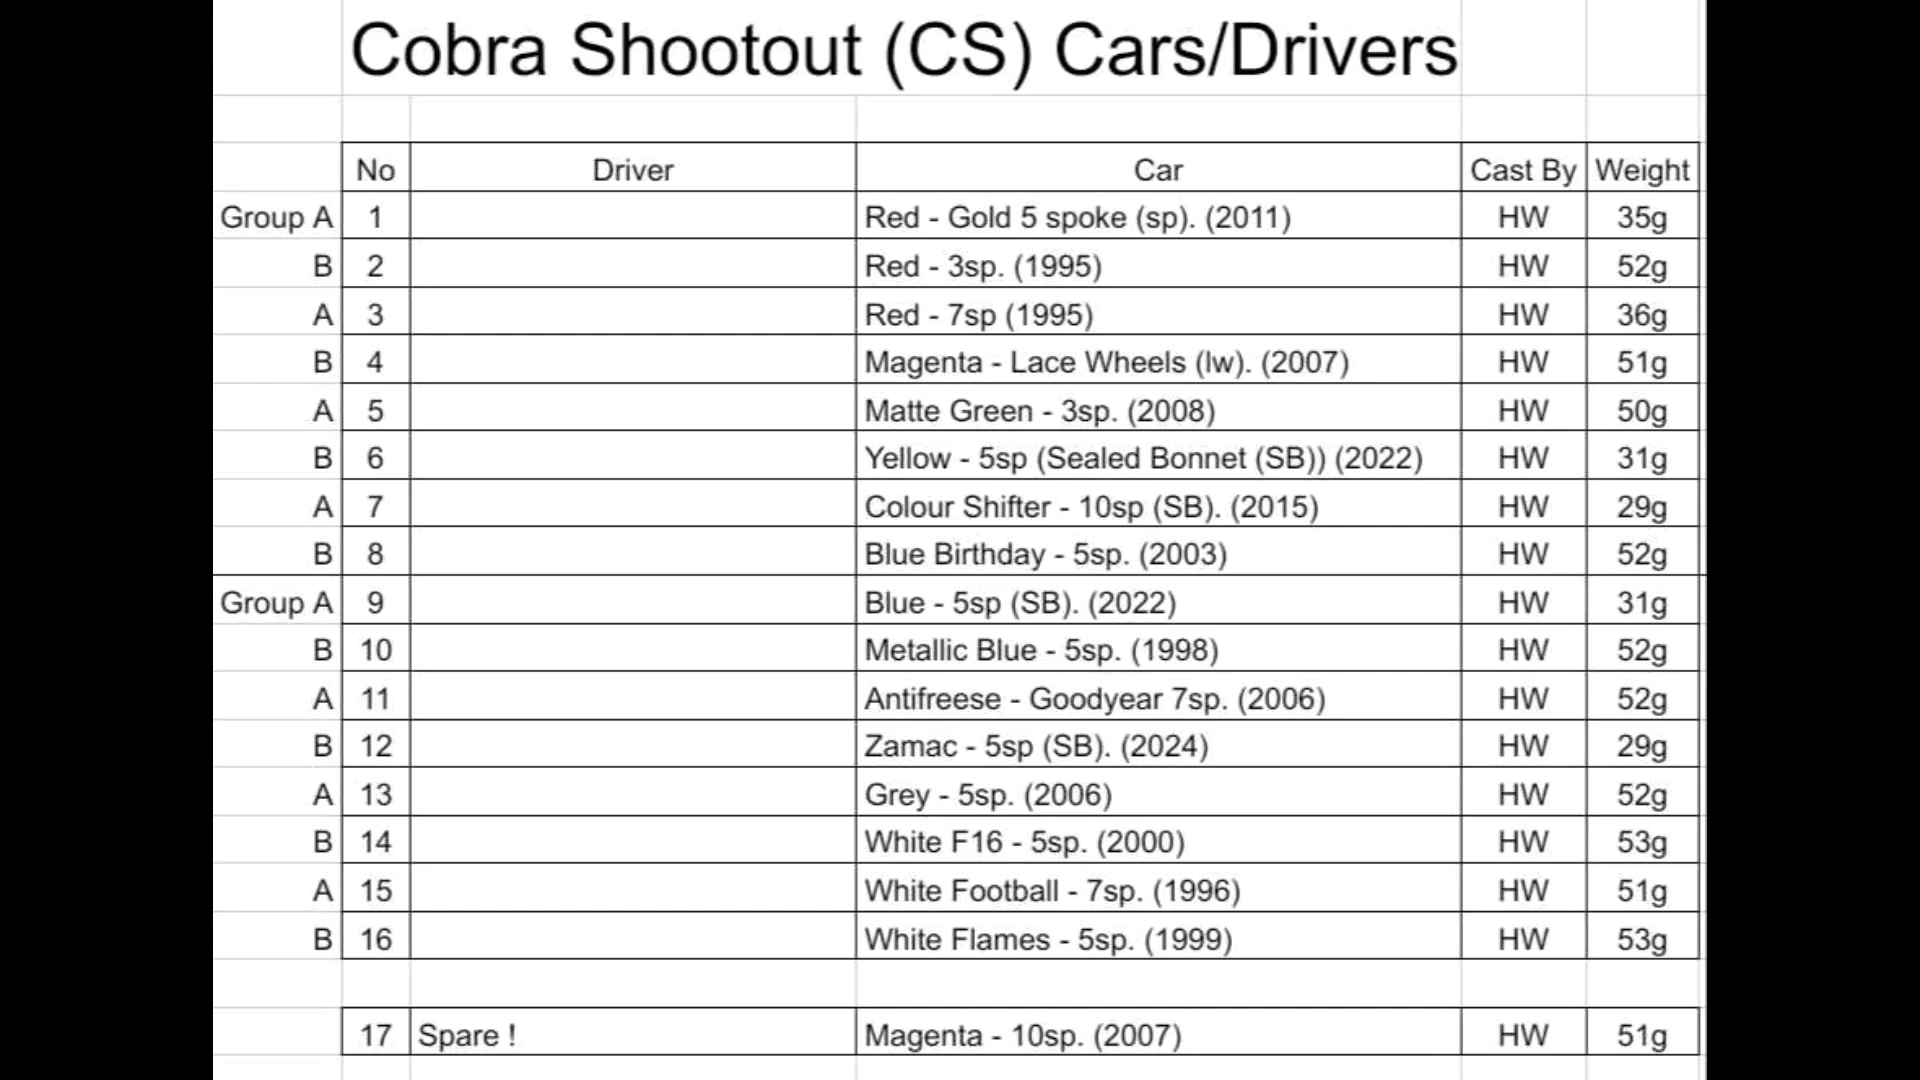 Cobra Shootout (CS) Cars/Drivers
No Driver Car Cast By Weight
Group A 1 Red - Gold 5 spoke (sp). (2011) HW 35g
B 2 Red - 3sp. (1995) HW 52g
A 3 Red - 7sp (1995) HW 36g
B 4 Magenta - Lace Wheels (lw). (2007) HW 51g
A 5 Matte Green - 3sp. (2008) HW 50g
B 6 Yellow - 5sp (Sealed Bonnet (SB)) (2022) HW 31g
A 7 Colour Shifter - 10sp (SB). (2015) HW 29g
B 8 Blue Birthday - 5sp. (2003) HW 52g
Group A 9 Blue - 5sp (SB). (2022) HW 31g
B 10 Metallic Blue - 5sp. (1998) HW 52g
A 11 Antifreese - Goodyear 7sp. (2006) HW 52g
B 12 Zamac - 5sp (SB). (2024) HW 29g
A 13 Grey - 5sp. (2006) HW 52g
B 14 White F16 - 5sp. (2000) HW 53g
A 15 White Football - 7sp. (1996) HW 51g
B 16 White Flames - 5sp. (1999) HW 53g
17 Spare ! Magenta - 10sp. (2007) HW 51g